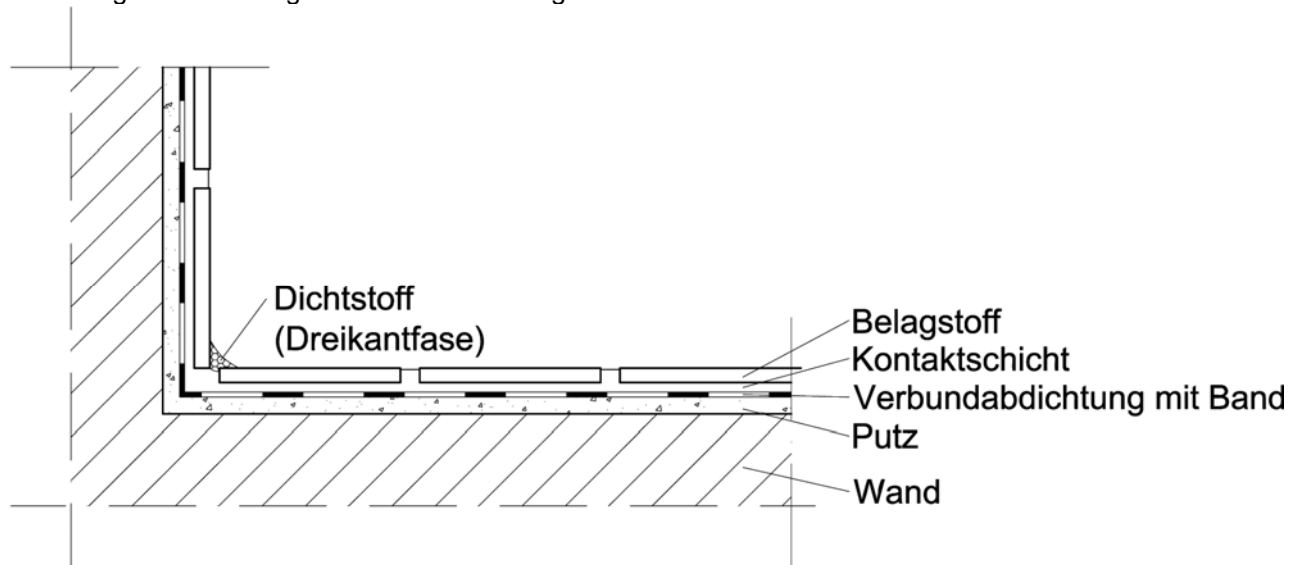 Dichtstoff
(Dreikantfase)
Belagstoff
Kontaktschicht
Verbundabdichtung mit Band
Putz
Wand